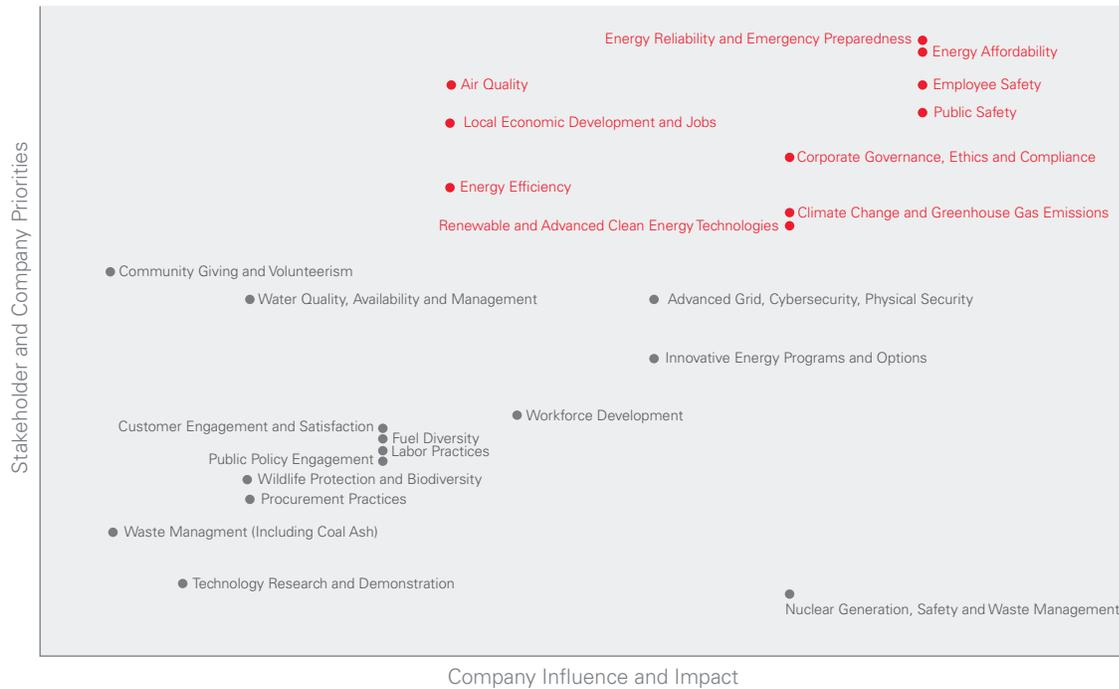 Energy Reliability and Emergency Preparedness
Energy Affordability
Air Quality
Employee Safety
Public Safety
Local Economic Development and Jobs
Corporate Governance, Ethics and Compliance
Energy Efficiency
Climate Change and Greenhouse Gas Emissions
Renewable and Advanced Clean Energy Technologies
Community Giving and Volunteerism
Water Quality, Availability and Management
Advanced Grid, Cybersecurity, Physical Security
Innovative Energy Programs and Options
Workforce Development
Customer Engagement and Satisfaction
Fuel Diversity
Labor Practices
Public Policy Engagement
Wildlife Protection and Biodiversity
Procurement Practices
Waste Managment (Including Coal Ash)
Technology Research and Demonstration
Nuclear Generation, Safety and Waste Management
Stakeholder and Company Priorities
Company Influence and Impact